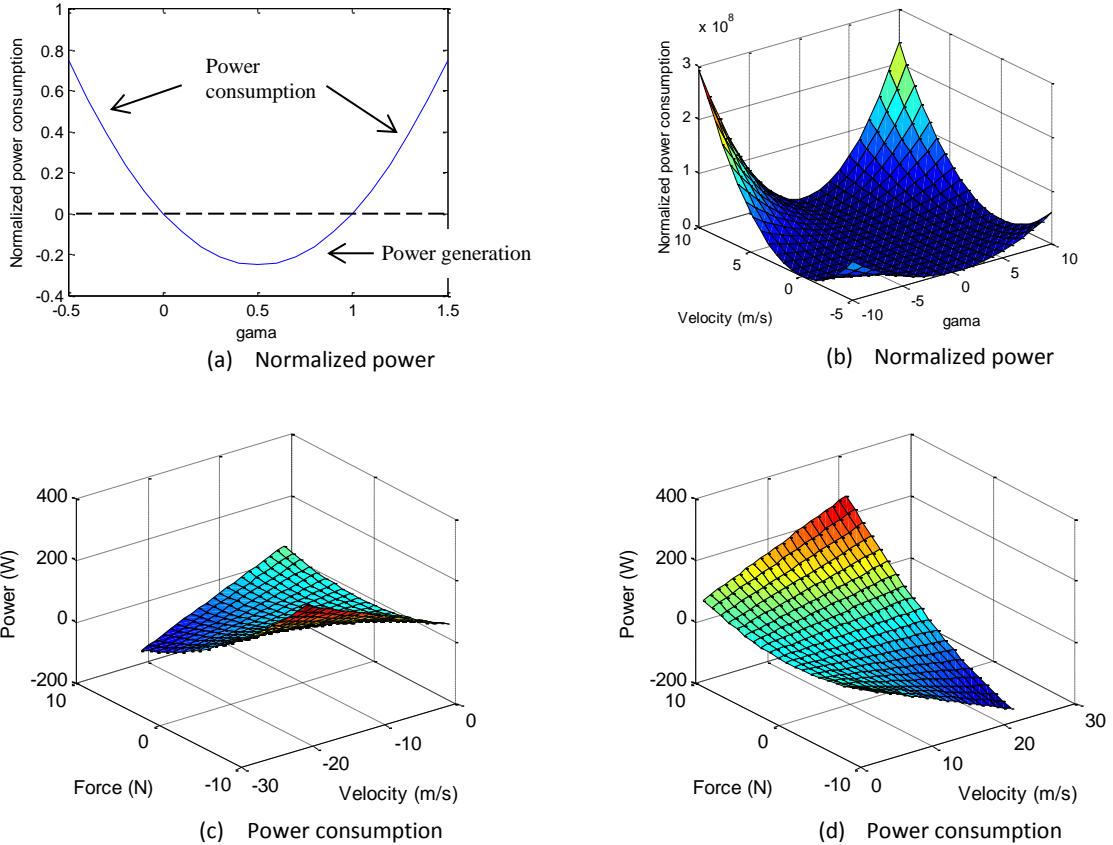 1
0.8
0.6
0.4
0.2
0
-0.2
-0.4
-0.5
0
0.5
1
1.5
Normalized power consumption
gama
Power
consumption
Power generation
(a) Normalized power
x 10^8
3
2
1
0
10
5
0
-5
-10
-5
0
5
10
Normalized power consumption
Velocity (m/s)
gama
(b) Normalized power
400
200
0
-200
10
0
-10
-30
-20
-10
0
Power (W)
Force (N)
Velocity (m/s)
(c) Power consumption
400
200
0
-200
10
0
-10
0
10
20
30
Power (W)
Force (N)
Velocity (m/s)
(d) Power consumption